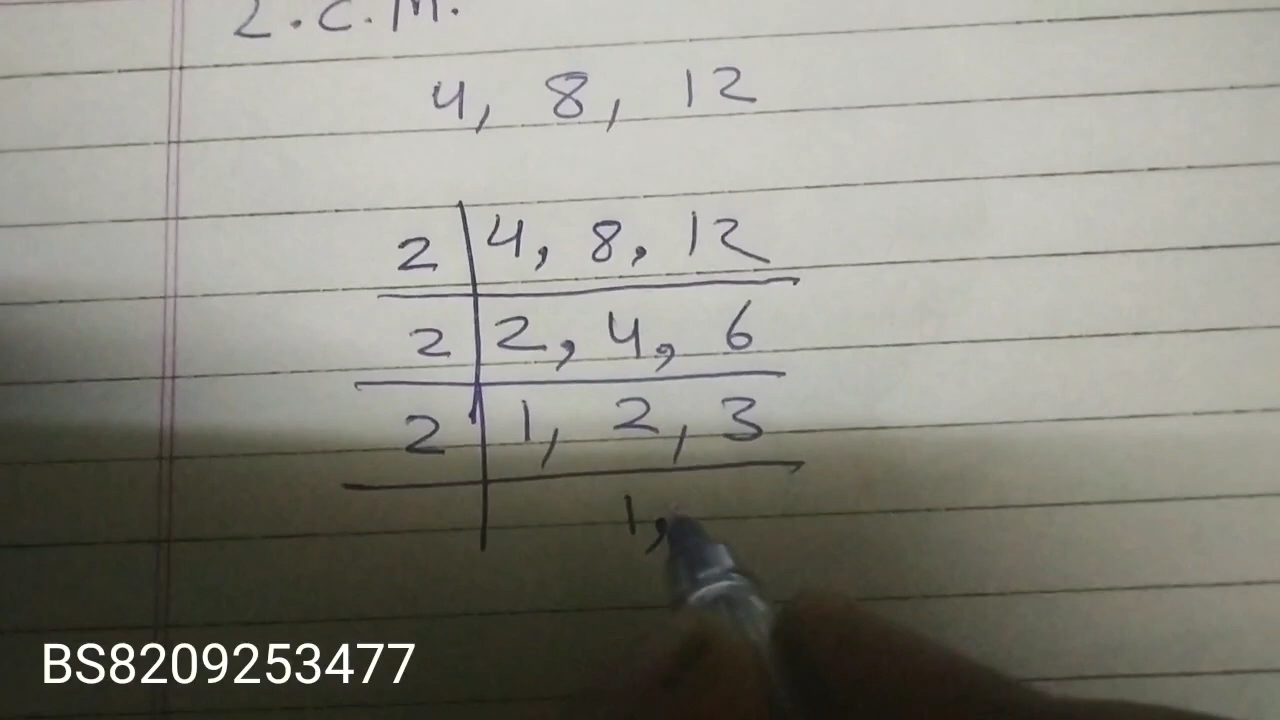 L.C.M.
4, 8, 12
2 | 4, 8, 12
2 | 2, 4, 6
2 | 1, 2, 3
1,
BS8209253477